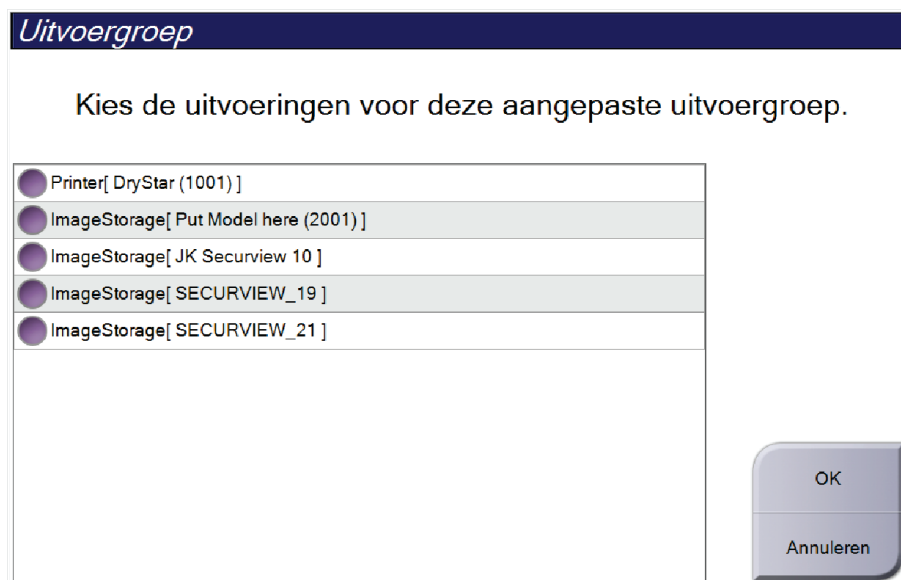 Uitvoergroep
Kies de uitvoeringen voor deze aangepaste uitvoergroep.
Printer[ DryStar (1001) ]
ImageStorage[ Put Model here (2001) ]
ImageStorage[ JK Securview 10 ]
ImageStorage[ SECURVIEW_19 ]
ImageStorage[ SECURVIEW_21 ]
OK
Annuleren